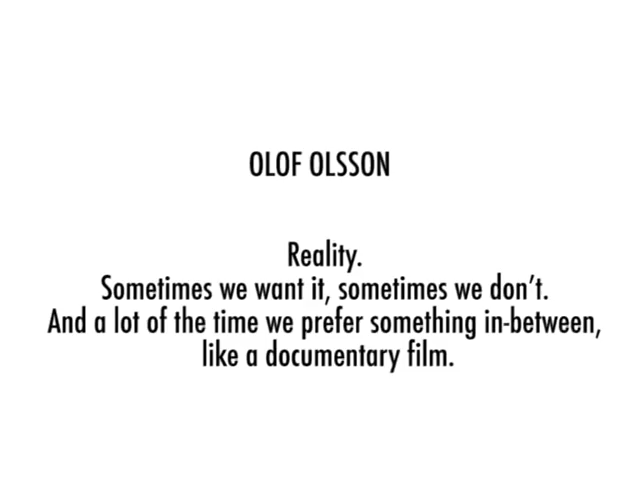 OLOF OLSSON
Reality.
Sometimes we want it, sometimes we don't.
And a lot of the time we prefer something in-between,
like a documentary film.